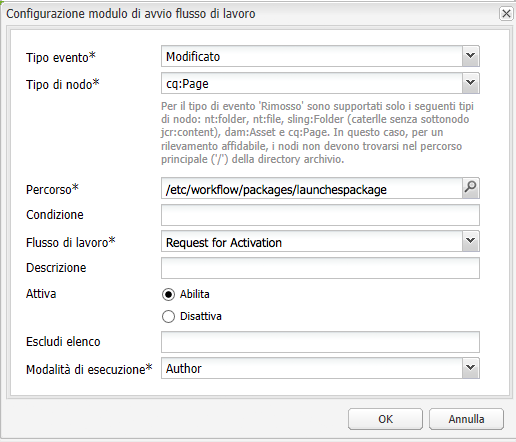 Configurazione modulo di avvio flusso di lavoro
Tipo evento* Modificato
Tipo di nodo* cq:Page
Per il tipo di evento 'Rimosso' sono supportati solo i seguenti tipi
di nodo: nt:folder, nt:file, sling:Folder (caterlle senza sottonodo
jcr:content), dam:Asset e cq:Page. In questo caso, per un
rilevamento affidabile, i nodi non devono trovarsi nel percorso
principale ('/') della directory archivio.
Percorso* /etc/workflow/packages/launchespackage
Condizione
Flusso di lavoro* Request for Activation
Descrizione
Attiva Abilita
Disattiva
Escludi elenco
Modalità di esecuzione* Author
OK Annulla